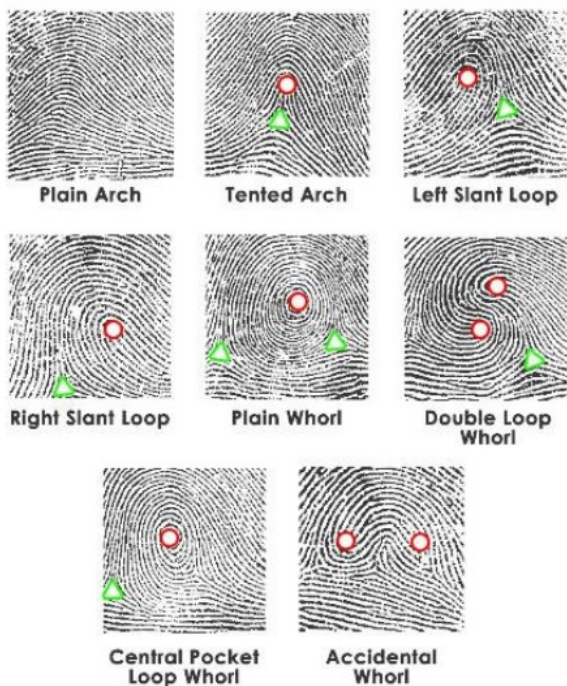 Plain Arch
Tented Arch
Left Slant Loop
Right Slant Loop
Plain Whorl
Double Loop
Whorl
Central Pocket
Loop Whorl
Accidental
Whorl